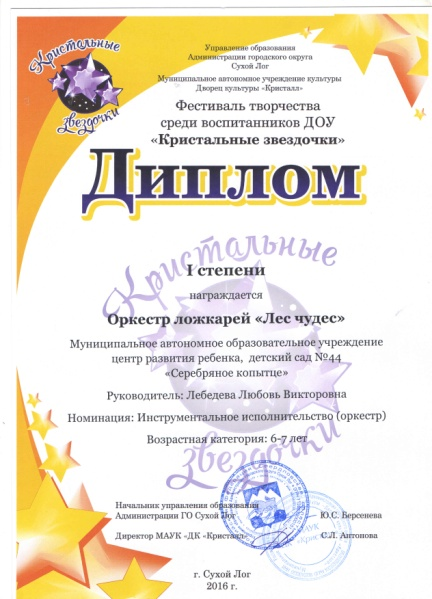 Кристальные
звездочки
Управление образования
Администрации городского округа
Сухой Лог
Муниципальное автономное учреждение культуры
Дворец культуры «Кристалл»
Фестиваль творчества
среди воспитанников ДОУ
«Кристальные звездочки»
Диплом
Кристальные
I степени
награждается
Оркестр ложкарей «Лес чудес»
Муниципальное автономное образовательное учреждение
центр развития ребенка, детский сад №44
«Серебряное копытце»
Руководитель: Лебедева Любовь Викторовна
Номинация: Инструментальное исполнительство (оркестр)
Возрастная категория: 6-7 лет
звездочки
Начальник управления образования
Администрации ГО Сухой Лог Ю.С. Берсенева
Директор МАУК «ДК «Кристалл» С.Л. Антонова
г. Сухой Лог
2016 г.